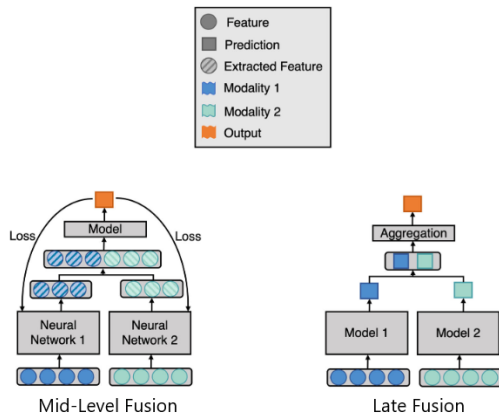 Feature
Prediction
Extracted Feature
Modality 1
Modality 2
Output
Loss
Model
Loss
Neural
Network 1
Neural
Network 2
Mid-Level Fusion
Aggregation
Model 1
Model 2
Late Fusion